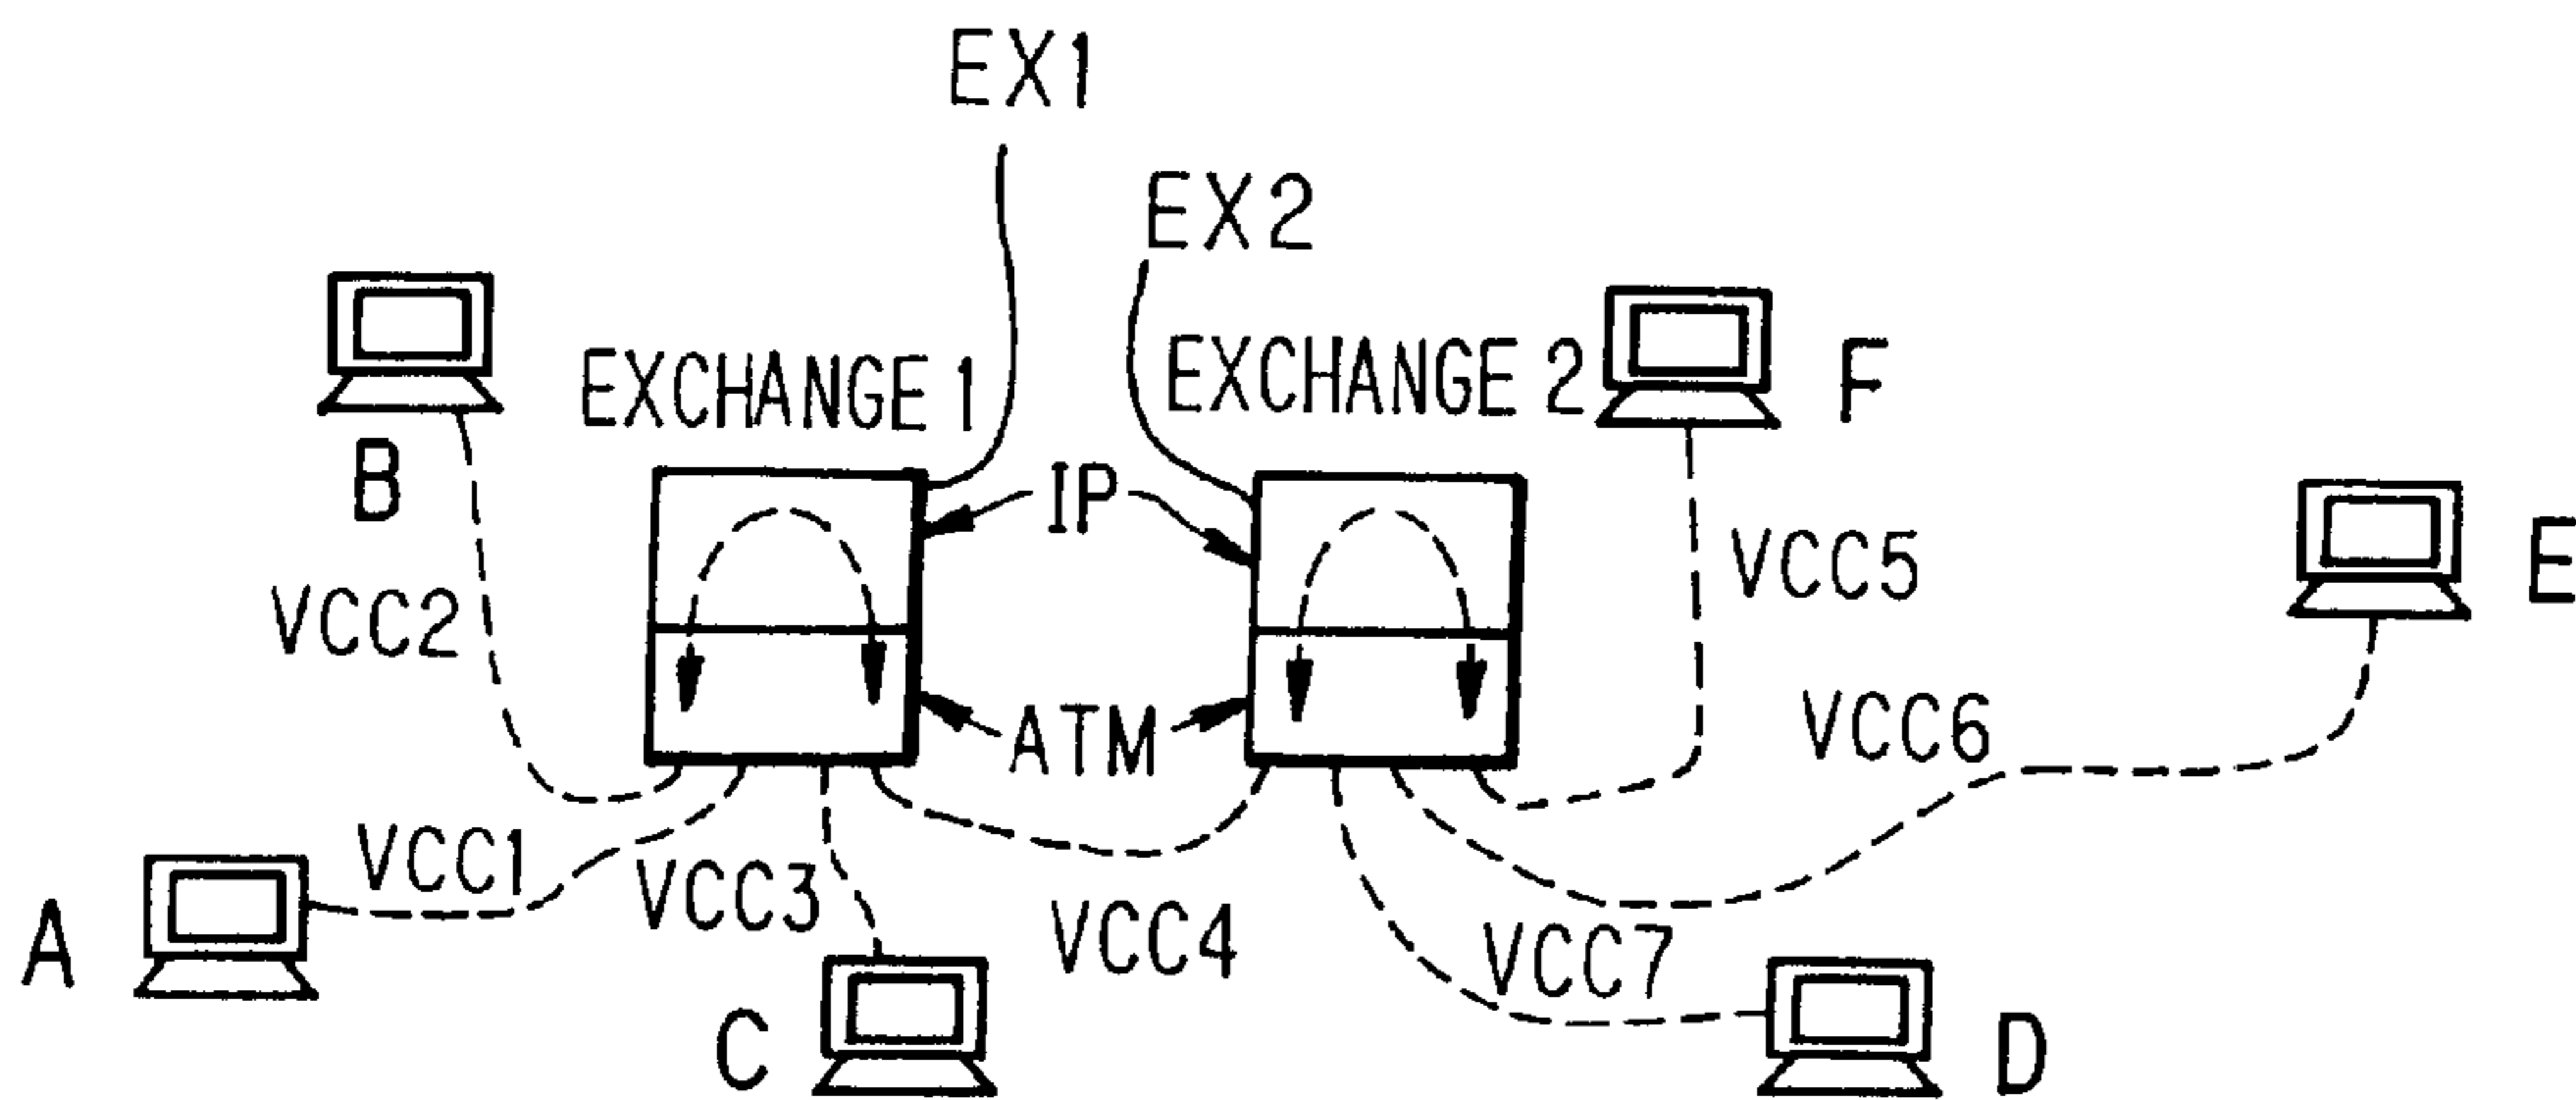 EX1
EX2
EXCHANGE 1
EXCHANGE 2
F
B
IP
E
VCC2
VCC5
ATM
VCC6
VCC1
VCC3
A
VCC4
VCC7
C
D